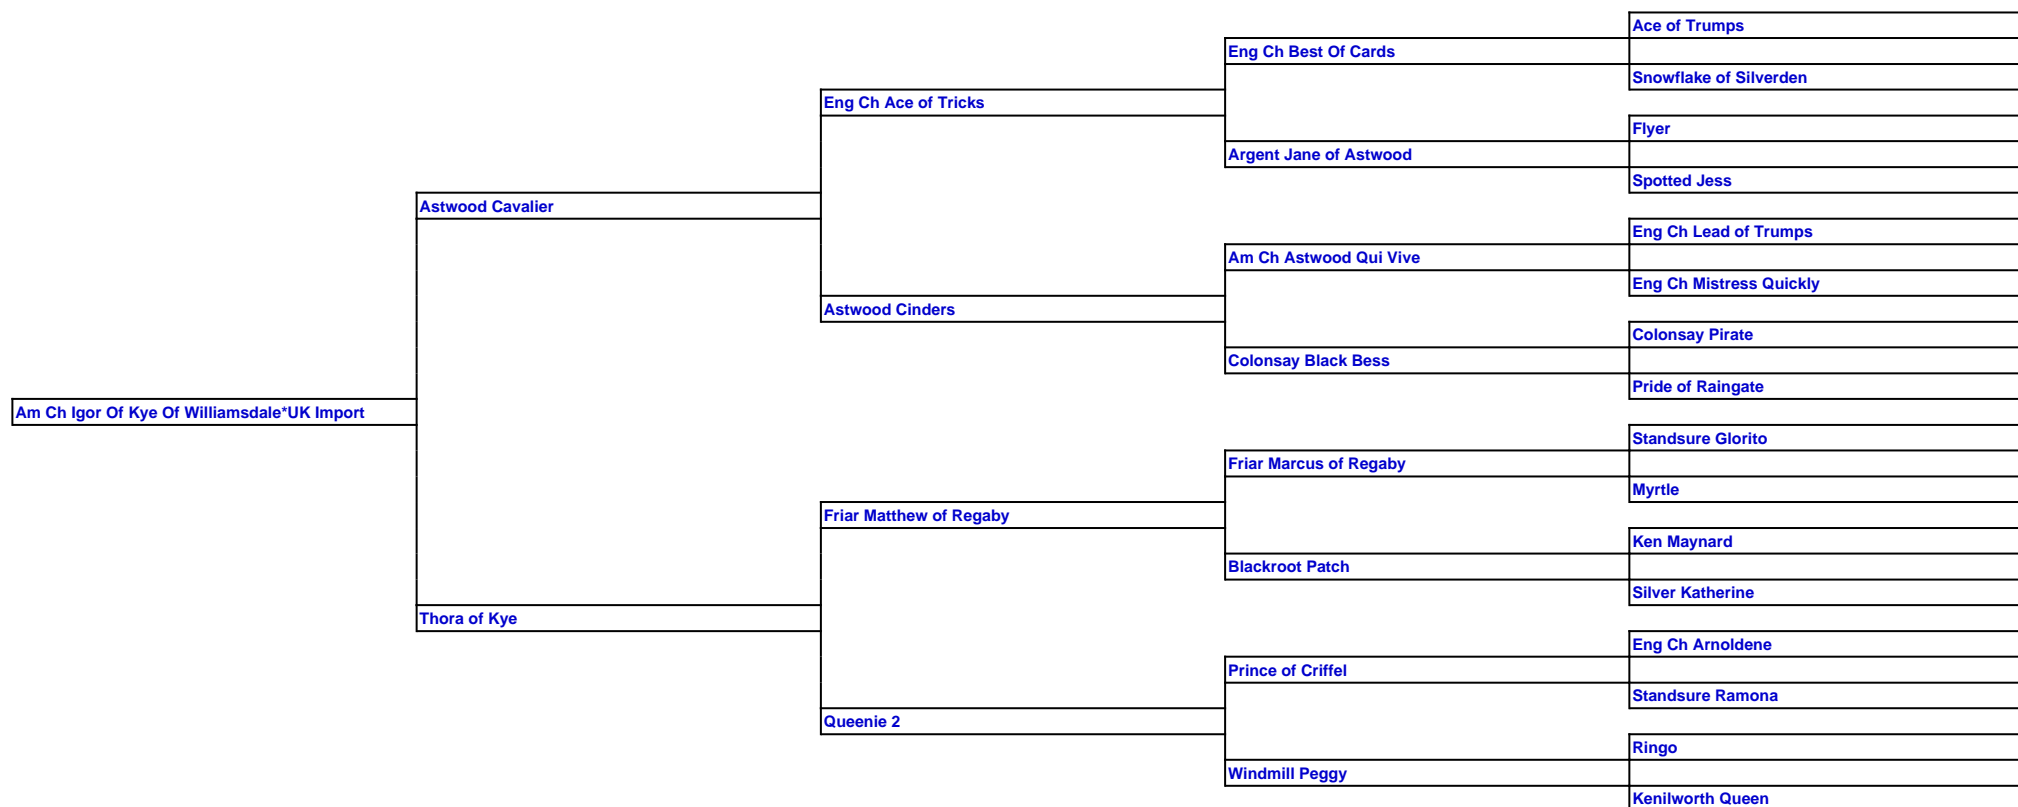 Ace of Trumps
Eng Ch Best Of Cards
Snowflake of Silverden
Eng Ch Ace of Tricks
Flyer
Argent Jane of Astwood
Spotted Jess
Astwood Cavalier
Eng Ch Lead of Trumps
Am Ch Astwood Qui Vive
Eng Ch Mistress Quickly
Astwood Cinders
Colonsay Pirate
Colonsay Black Bess
Pride of Raingate
Am Ch Igor Of Kye Of Williamsdale*UK Import
Standsure Glorito
Friar Marcus of Regaby
Myrtle
Friar Matthew of Regaby
Ken Maynard
Blackroot Patch
Silver Katherine
Thora of Kye
Eng Ch Arnoldene
Prince of Criffel
Standsure Ramona
Queenie 2
Ringo
Windmill Peggy
Kenilworth Queen